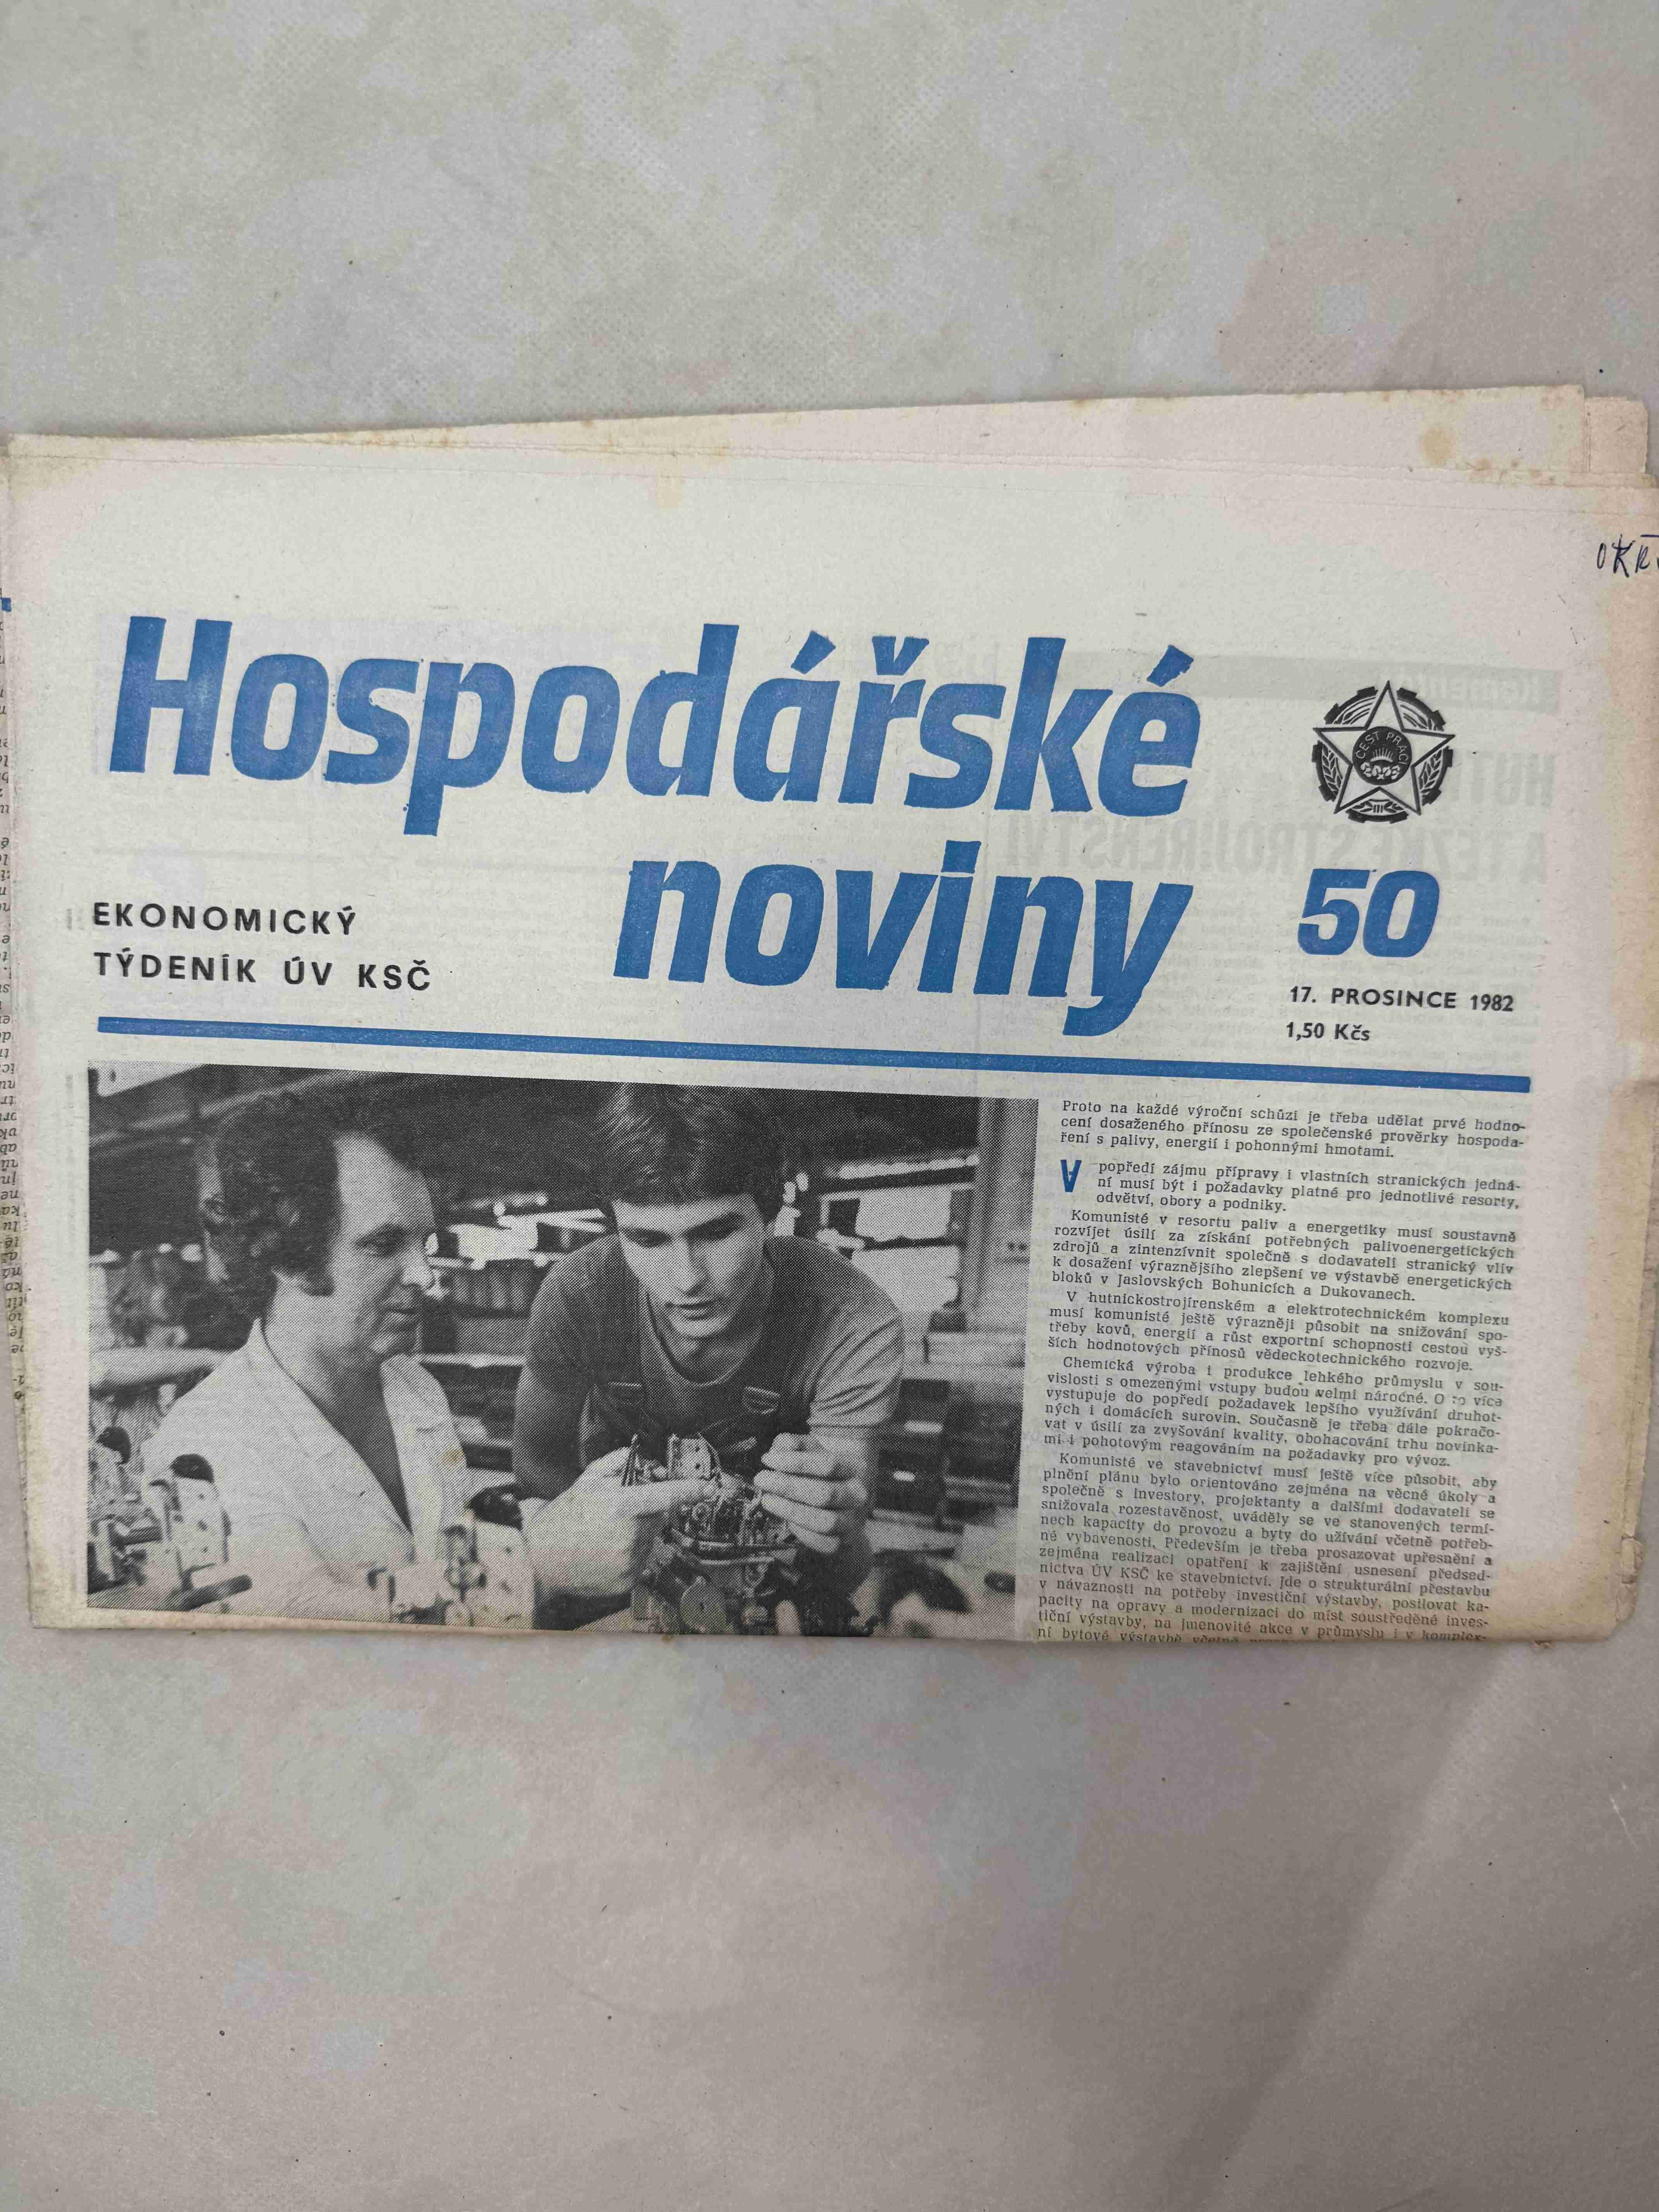 Hospodářské
noviny
EKONOMICKÝ
TÝDENÍK ÚV KSČ
ČEST PRÁCI
50
17. PROSINCE 1982
1,50 Kčs
Proto na každé výroční schůzi je třeba udělat prvé hodno-
cení dosaženého přínosu ze společenské prověrky hospoda-
ření s palivy, energií i pohonnými hmotami.
V popředí zájmu přípravy i vlastních stranických jedná-
ní musí být i požadavky platné pro jednotlivé resorty,
odvětví, obory a podniky.
Komunisté v resortu paliv a energetiky musí soustavně
rozvíjet úsilí za získání potřebných palivoenergetických
zdrojů a zintenzívnit společně s dodavateli stranický vliv
k dosažení výraznějšího zlepšení ve výstavbě energetických
bloků v Jaslovských Bohunicích a Dukovanech.
V hutnickostrojírenském a elektrotechnickém komplexu
musí komunisté ještě výrazněji působit na snižování spo-
třeby kovů, energií a růst exportní schopnosti cestou vyš-
ších hodnotových přínosů vědeckotechnického rozvoje.
Chemická výroba i produkce lehkého průmyslu v sou-
vislosti s omezenými vstupy budou velmi náročné. O to více
vystupuje do popředí požadavek lepšího využívání druhot-
ných i domácích surovin. Současně je třeba dále pokračo-
vat v úsilí za zvyšování kvality, obohacování trhu novinka-
mi i pohotovým reagováním na požadavky pro vývoz.
Komunisté ve stavebnictví musí ještě více působit, aby
plnění plánu bylo orientováno zejména na věcné úkoly a
společně s investory, projektanty a dalšími dodavateli se
snižovala rozestavěnost, uváděly se ve stanovených termí-
nech kapacity do provozu a byty do užívání včetně potřeb-
né vybavenosti. Především je třeba prosazovat upřesnění a
zejména realizaci opatření k zajištění usnesení předsed-
nictva ÚV KSČ ke stavebnictví. Jde o strukturální přestavbu
v návaznosti na potřeby investiční výstavby, posilovat ka-
pacity na opravy a modernizaci do míst soustředěné inves-
tiční výstavby, na jmenovité akce v průmyslu i v komplex-
ní bytové výstavbě včetně